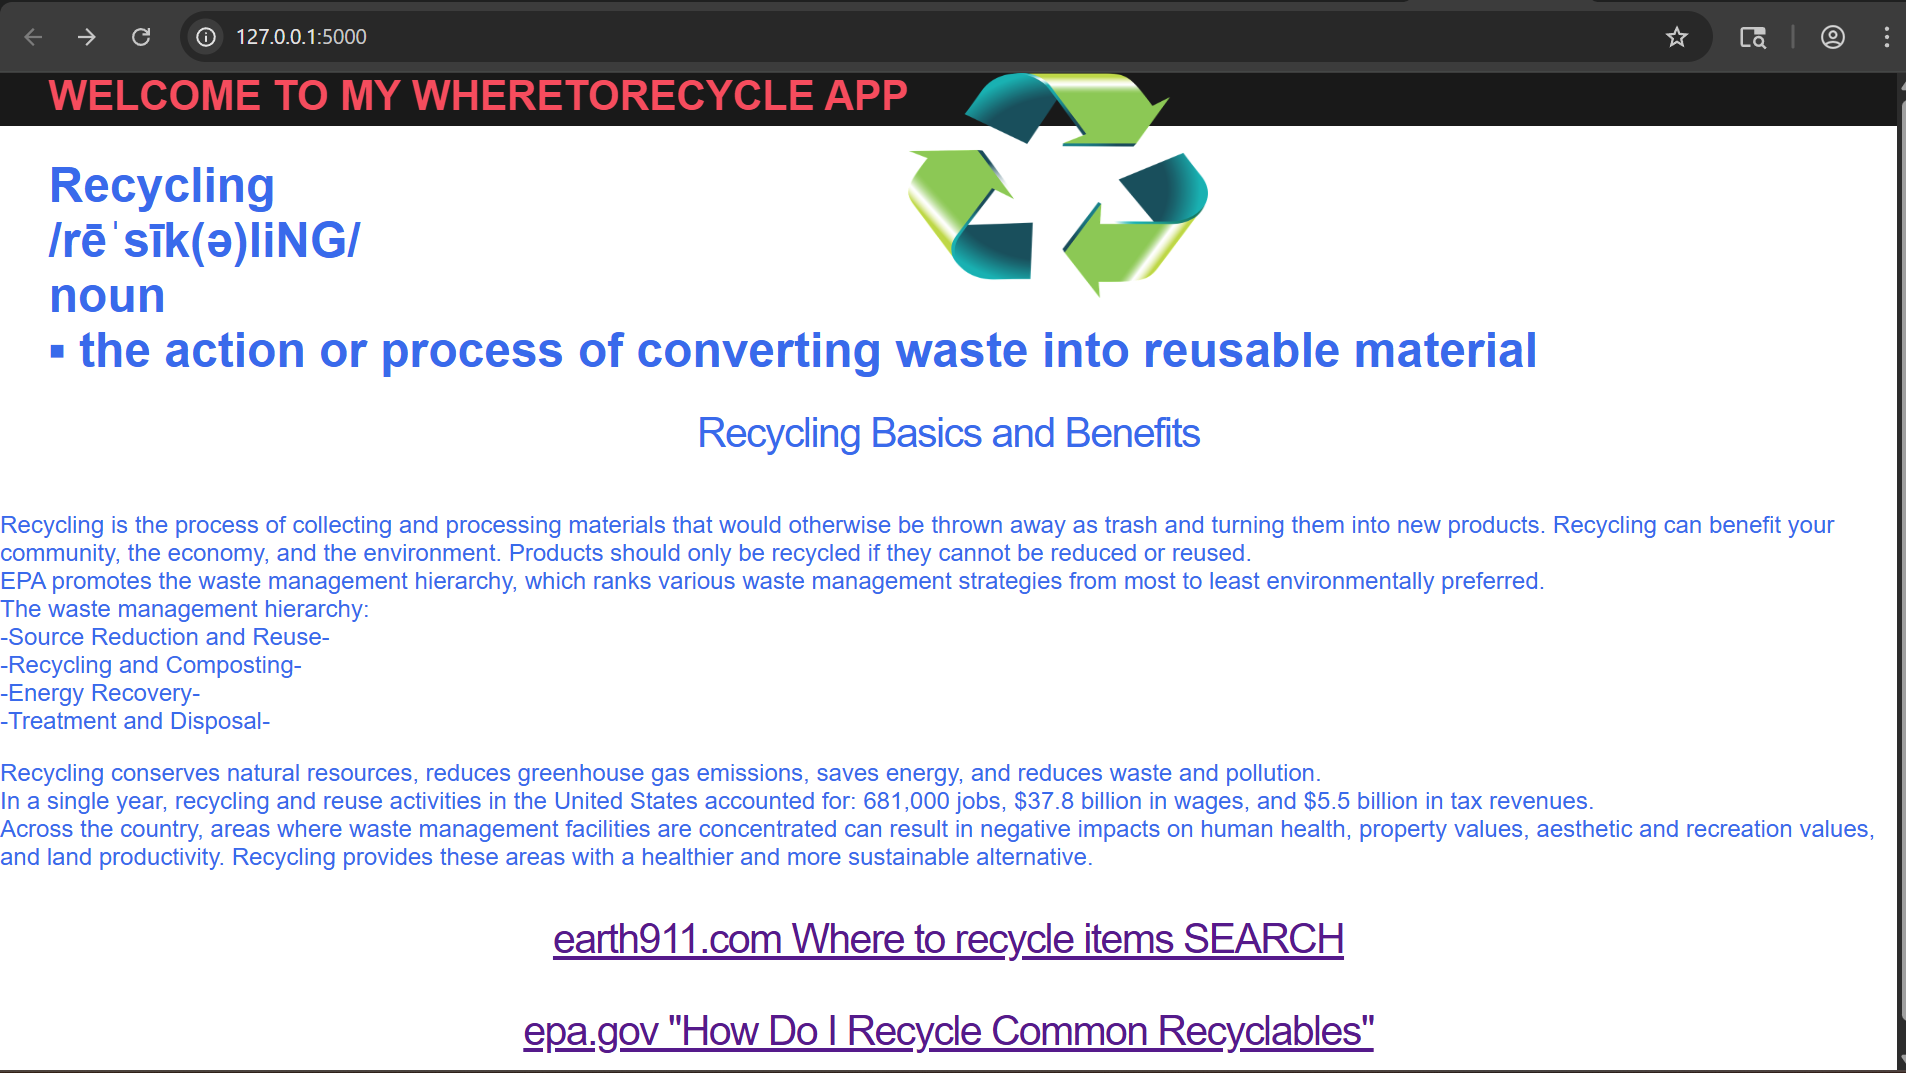 127.0.0.1:5000
WELCOME TO MY WHERETORECYCLE APP
Recycling
/rēˈsīk(ə)liNG/
noun
▪ the action or process of converting waste into reusable material
Recycling Basics and Benefits
Recycling is the process of collecting and processing materials that would otherwise be thrown away as trash and turning them into new products. Recycling can benefit your
community, the economy, and the environment. Products should only be recycled if they cannot be reduced or reused.
EPA promotes the waste management hierarchy, which ranks various waste management strategies from most to least environmentally preferred.
The waste management hierarchy:
-Source Reduction and Reuse-
-Recycling and Composting-
-Energy Recovery-
-Treatment and Disposal-
Recycling conserves natural resources, reduces greenhouse gas emissions, saves energy, and reduces waste and pollution.
In a single year, recycling and reuse activities in the United States accounted for: 681,000 jobs, $37.8 billion in wages, and $5.5 billion in tax revenues.
Across the country, areas where waste management facilities are concentrated can result in negative impacts on human health, property values, aesthetic and recreation values,
and land productivity. Recycling provides these areas with a healthier and more sustainable alternative.
earth911.com Where to recycle items SEARCH
epa.gov "How Do I Recycle Common Recyclables"